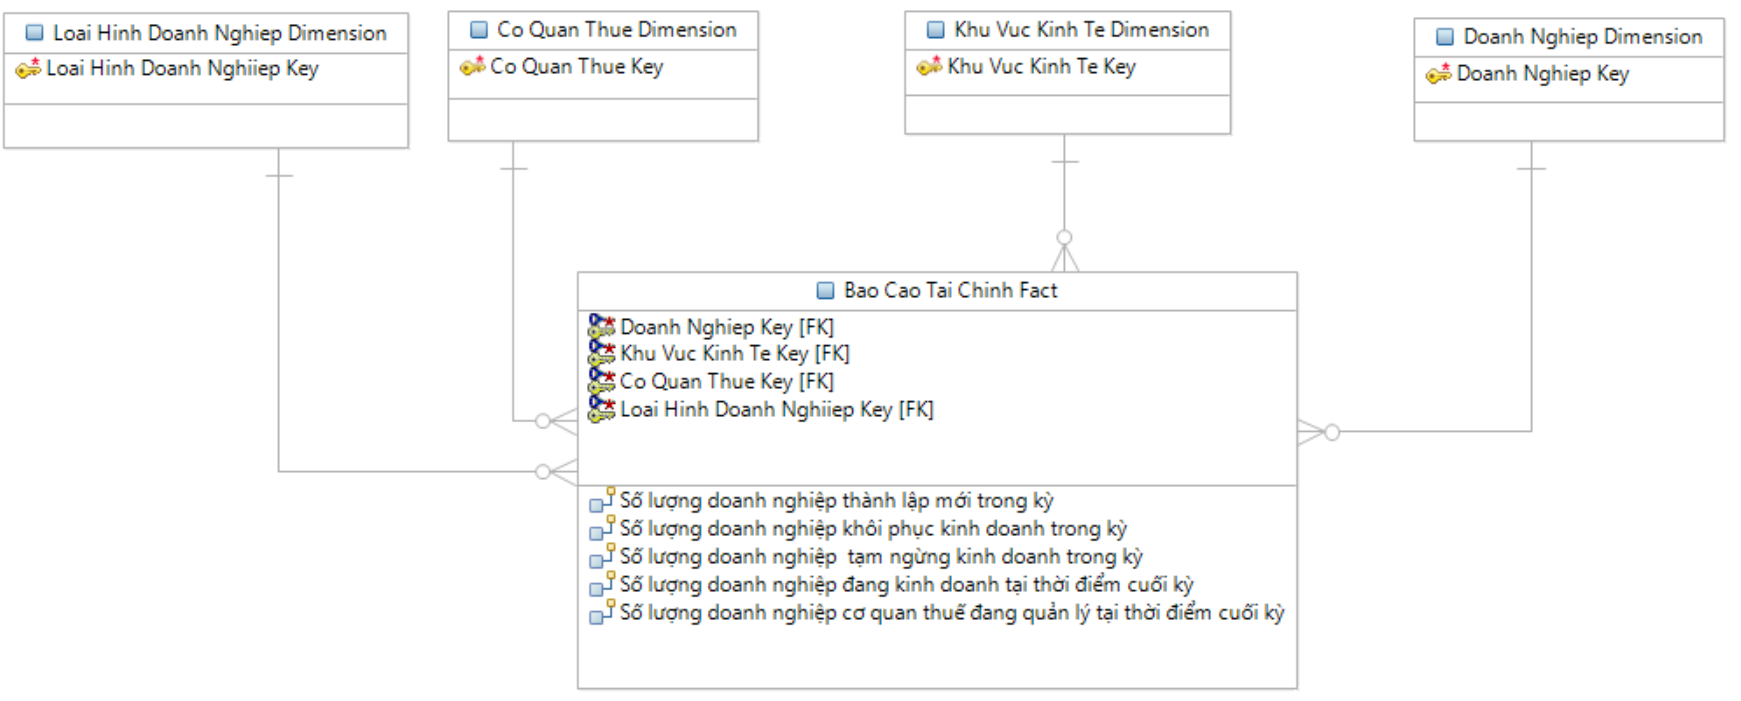 Loai Hinh Doanh Nghiep Dimension
Loai Hinh Doanh Nghiiep Key
Co Quan Thue Dimension
Co Quan Thue Key
Khu Vuc Kinh Te Dimension
Khu Vuc Kinh Te Key
Doanh Nghiep Dimension
Doanh Nghiep Key
Bao Cao Tai Chinh Fact
Doanh Nghiep Key [FK]
Khu Vuc Kinh Te Key [FK]
Co Quan Thue Key [FK]
Loai Hinh Doanh Nghiiep Key [FK]
Số lượng doanh nghiệp thành lập mới trong kỳ
Số lượng doanh nghiệp khôi phục kinh doanh trong kỳ
Số lượng doanh nghiệp  tạm ngừng kinh doanh trong kỳ
Số lượng doanh nghiệp đang kinh doanh tại thời điểm cuối kỳ
Số lượng doanh nghiệp cơ quan thuế đang quản lý tại thời điểm cuối kỳ